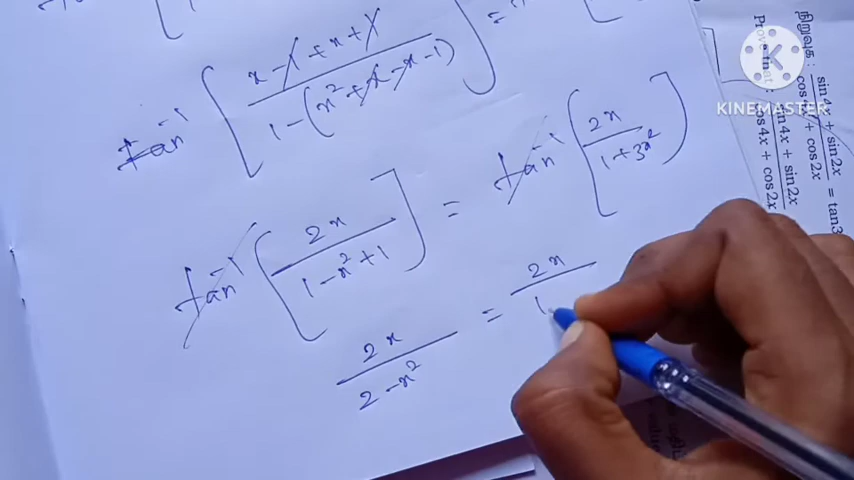 tan⁻¹ [ (x - 1 + x + 1) / (1 - (x² + x - x - 1)) ] =
tan⁻¹ [ 2x / (1 - x² + 1) ] = tan⁻¹ [ 2x / (1 + 3x²) ]
2x / (2 - x²) = 2x / 1
KINEMASTER
நிறுவுக :
Prove that :
sin4x + sin2x
cos4x + cos2x
sin4x + sin2x
cos4x + cos2x
= tan3